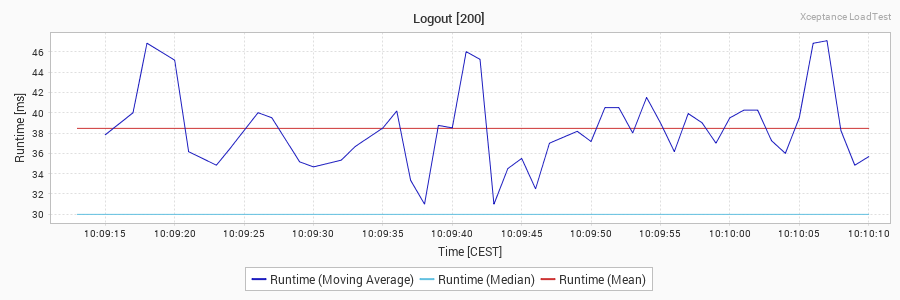 Logout [200]
Xceptance LoadTest
Runtime [ms]
46
44
42
40
38
36
34
32
30
10:09:15 10:09:20 10:09:25 10:09:30 10:09:35 10:09:40 10:09:45 10:09:50 10:09:55 10:10:00 10:10:05 10:10:10
Time [CEST]
Runtime (Moving Average) Runtime (Median) Runtime (Mean)